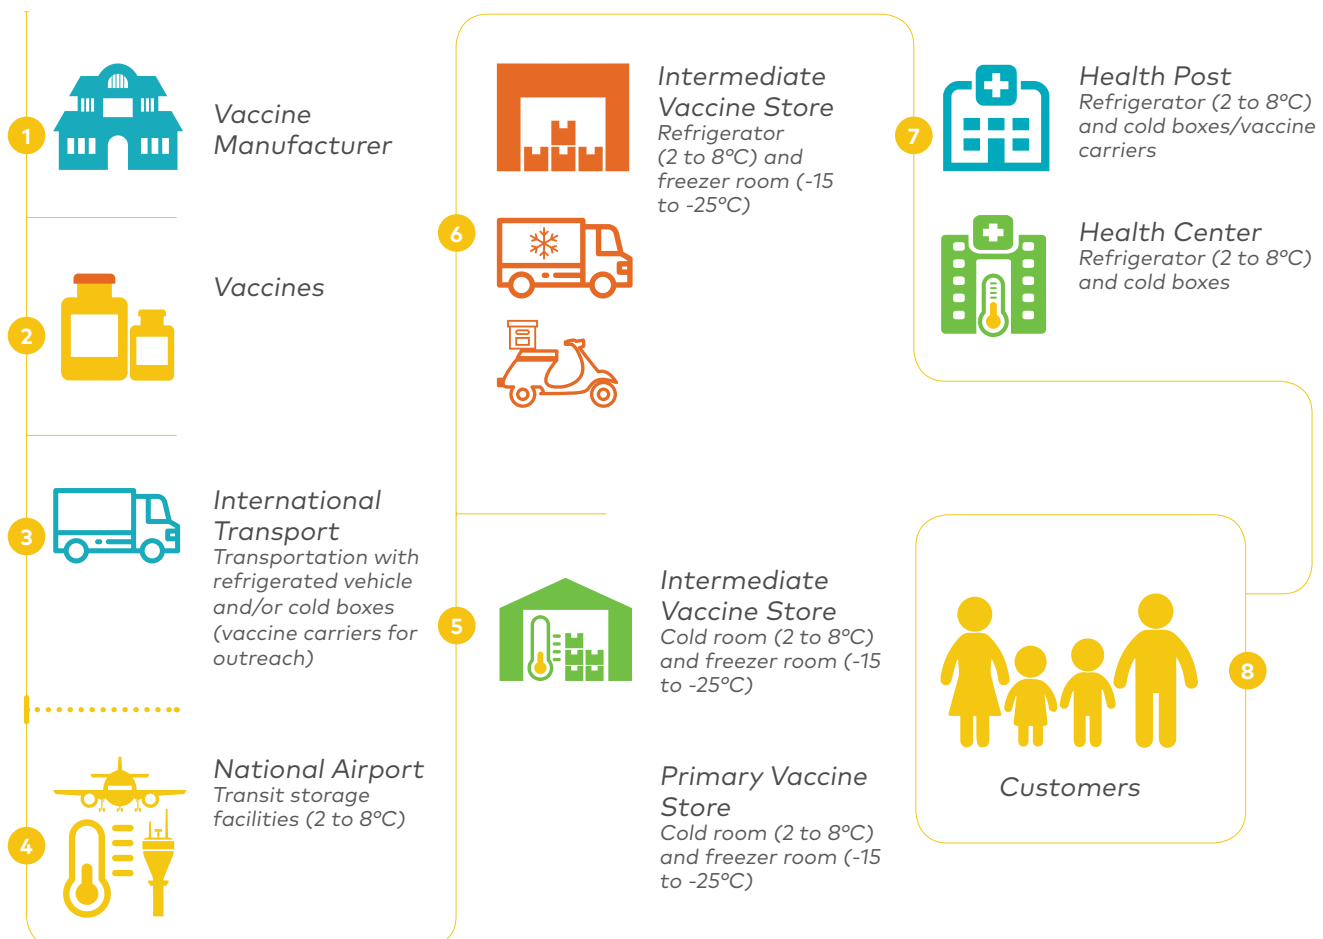 1
Vaccine
Manufacturer
2
Vaccines
3
International
Transport
Transportation with
refrigerated vehicle
and/or cold boxes
(vaccine carriers for
outreach)
4
National Airport
Transit storage
facilities (2 to 8°C)
6
Intermediate
Vaccine Store
Refrigerator
(2 to 8°C) and
freezer room (-15
to -25°C)
5
Intermediate
Vaccine Store
Cold room (2 to 8°C)
and freezer room (-15
to -25°C)
Primary Vaccine
Store
Cold room (2 to 8°C)
and freezer room (-15
to -25°C)
7
Health Post
Refrigerator (2 to 8°C)
and cold boxes/vaccine
carriers
Health Center
Refrigerator (2 to 8°C)
and cold boxes
8
Customers